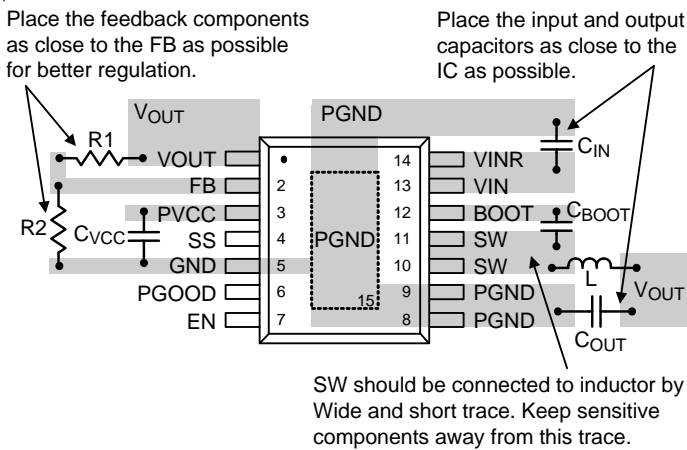 Place the feedback components
as close to the FB as possible
for better regulation.
Place the input and output
capacitors as close to the
IC as possible.
VOUT
PGND
R1
CIN
VOUT
14
VINR
FB
2
13
VIN
PVCC
3
12
BOOT
CBOOT
R2
CVCC
SS
4
PGND
11
SW
GND
5
10
SW
L
VOUT
PGOOD
6
15
9
PGND
EN
7
8
PGND
COUT
SW should be connected to inductor by
Wide and short trace. Keep sensitive
components away from this trace.